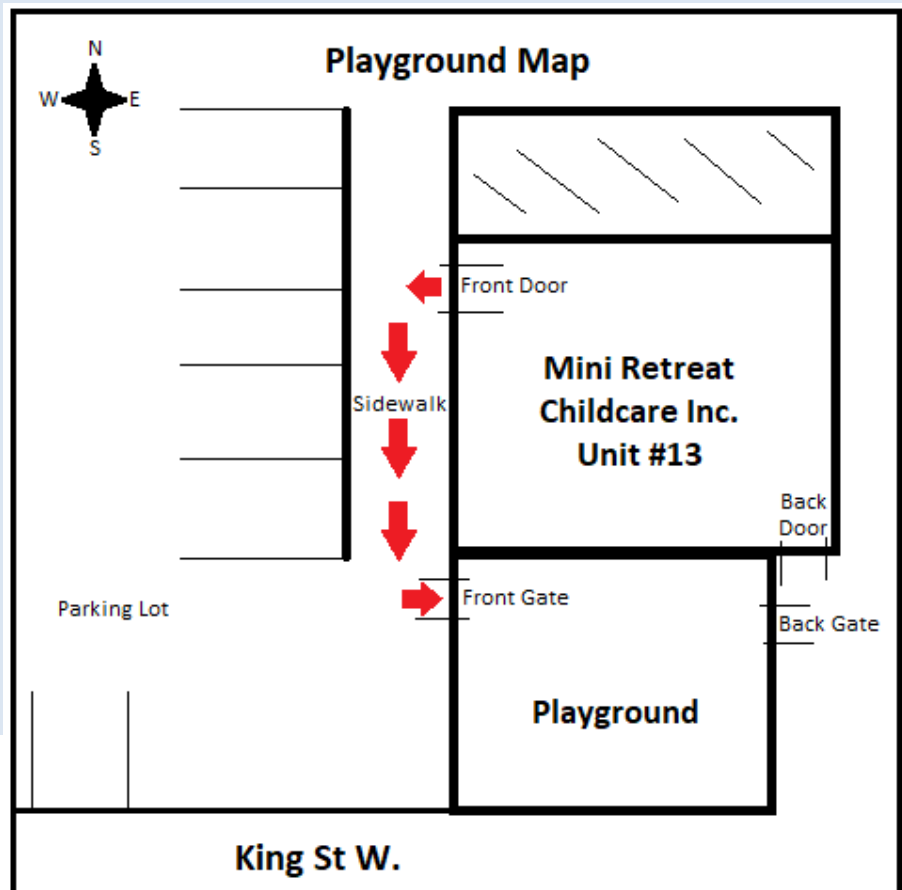 Playground Map
N
W E
S
Front Door
Sidewalk
Mini Retreat
Childcare Inc.
Unit #13
Back
Door
Front Gate
Parking Lot
Back Gate
Playground
King St W.